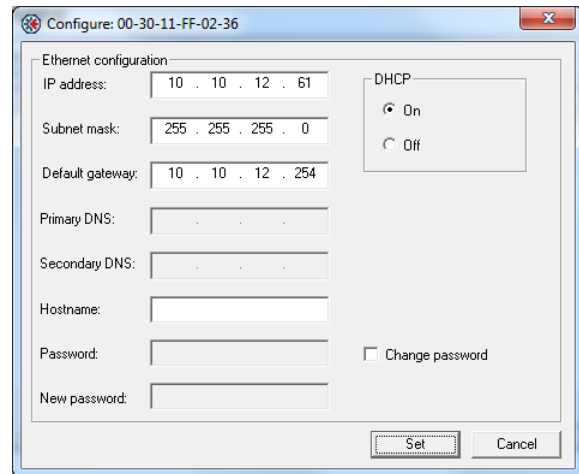 Configure: 00-30-11-FF-02-36
Ethernet configuration
IP address: 10 . 10 . 12 . 61
DHCP
On
Subnet mask: 255 . 255 . 255 . 0
Off
Default gateway: 10 . 10 . 12 . 254
Primary DNS: . . .
Secondary DNS: . . .
Hostname:
Password:
Change password
New password:
Set Cancel